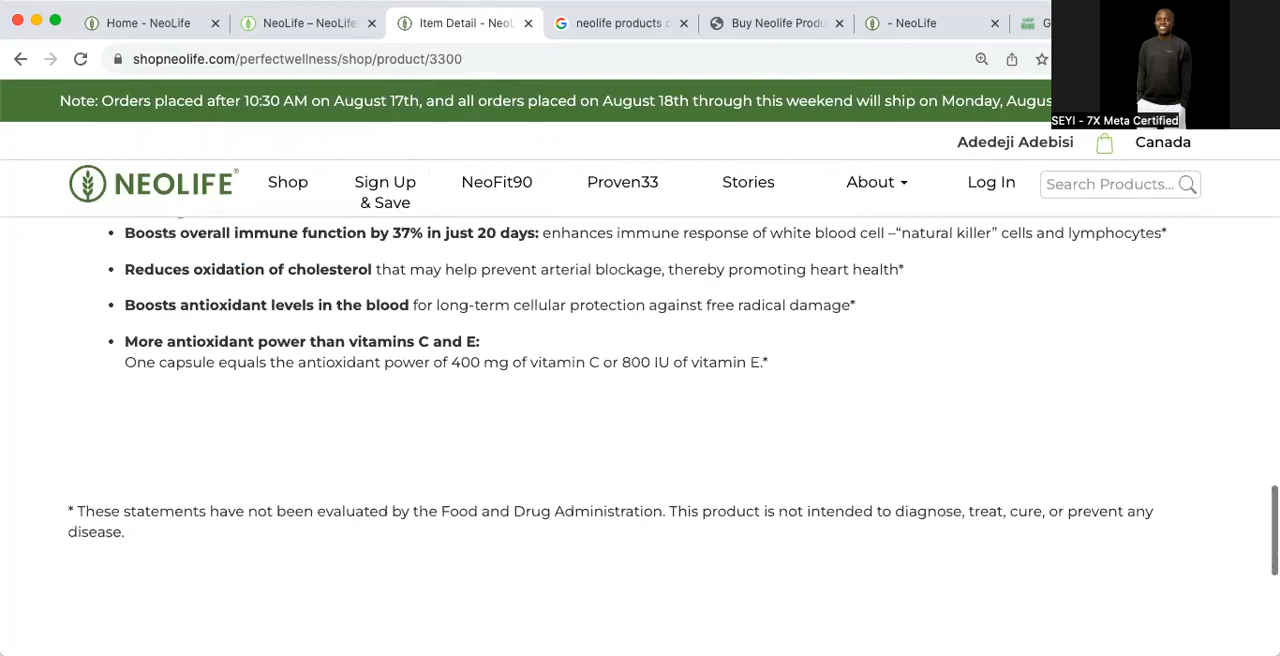 Home - NeoLife
NeoLife – NeoLife
Item Detail - NeoL
neolife products c
Buy Neolife Produ
- NeoLife
G
shopneolife.com/perfectwellness/shop/product/3300
Note: Orders placed after 10:30 AM on August 17th, and all orders placed on August 18th through this weekend will ship on Monday, Augus
SEYI - 7X Meta Certified
Adedeji Adebisi
Canada
NEOLIFE®
Shop
Sign Up
& Save
NeoFit90
Proven33
Stories
About
Log In
Search Products...
• Boosts overall immune function by 37% in just 20 days: enhances immune response of white blood cell –“natural killer” cells and lymphocytes*
• Reduces oxidation of cholesterol that may help prevent arterial blockage, thereby promoting heart health*
• Boosts antioxidant levels in the blood for long-term cellular protection against free radical damage*
• More antioxidant power than vitamins C and E:
One capsule equals the antioxidant power of 400 mg of vitamin C or 800 IU of vitamin E.*
* These statements have not been evaluated by the Food and Drug Administration. This product is not intended to diagnose, treat, cure, or prevent any
disease.